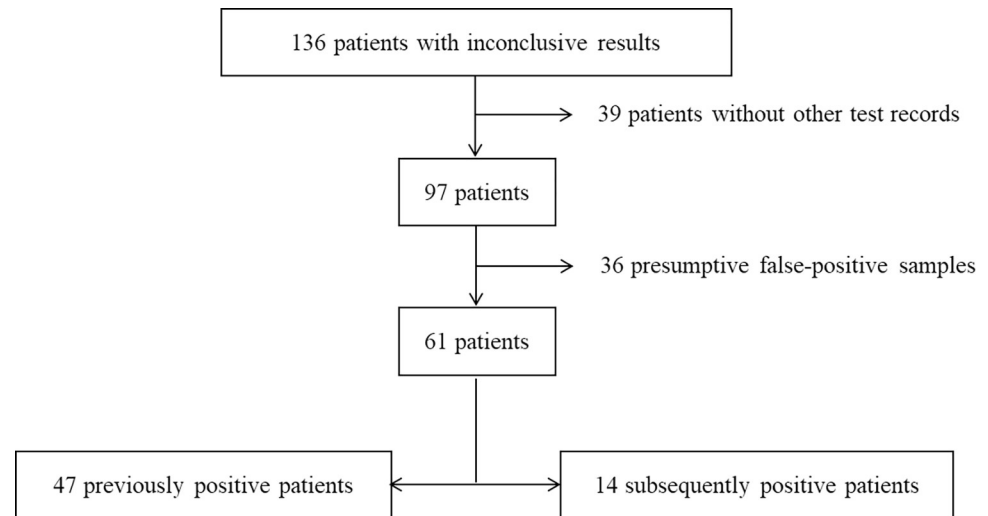 136 patients with inconclusive results
39 patients without other test records
97 patients
36 presumptive false-positive samples
61 patients
47 previously positive patients
14 subsequently positive patients